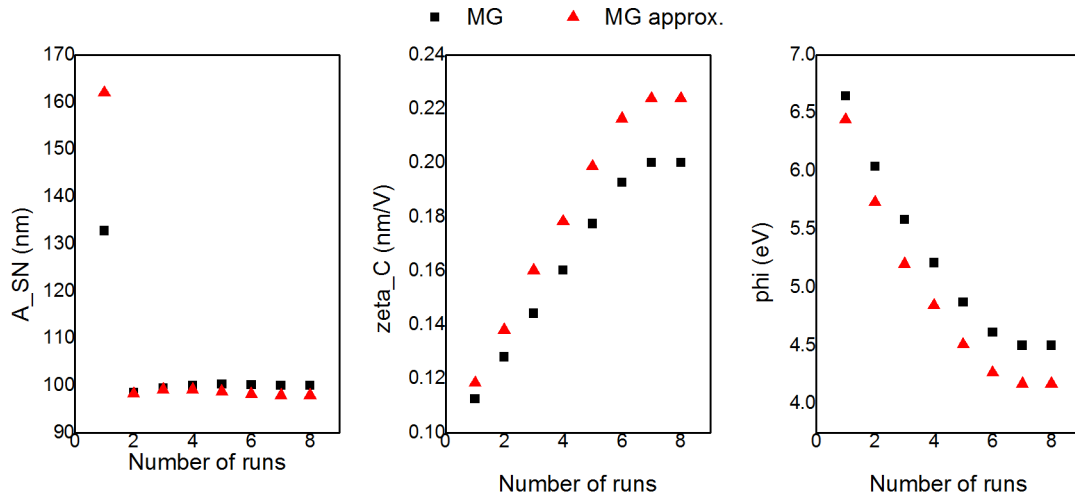 MG MG approx.
170
160
150
140
130
120
110
100
90
A_SN (nm)
0 2 4 6 8
Number of runs
0.24
0.22
0.20
0.18
0.16
0.14
0.12
0.10
zeta_C (nm/V)
0 2 4 6 8
Number of runs
7.0
6.5
6.0
5.5
5.0
4.5
4.0
phi (eV)
0 2 4 6 8
Number of runs